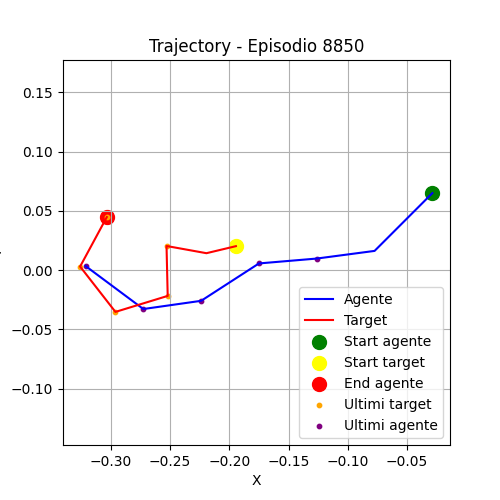 Trajectory - Episodio 8850
0.15
0.10
0.05
0.00
−0.05
−0.10
−0.30
−0.25
−0.20
−0.15
−0.10
−0.05
X
Agente
Target
Start agente
Start target
End agente
Ultimi target
Ultimi agente